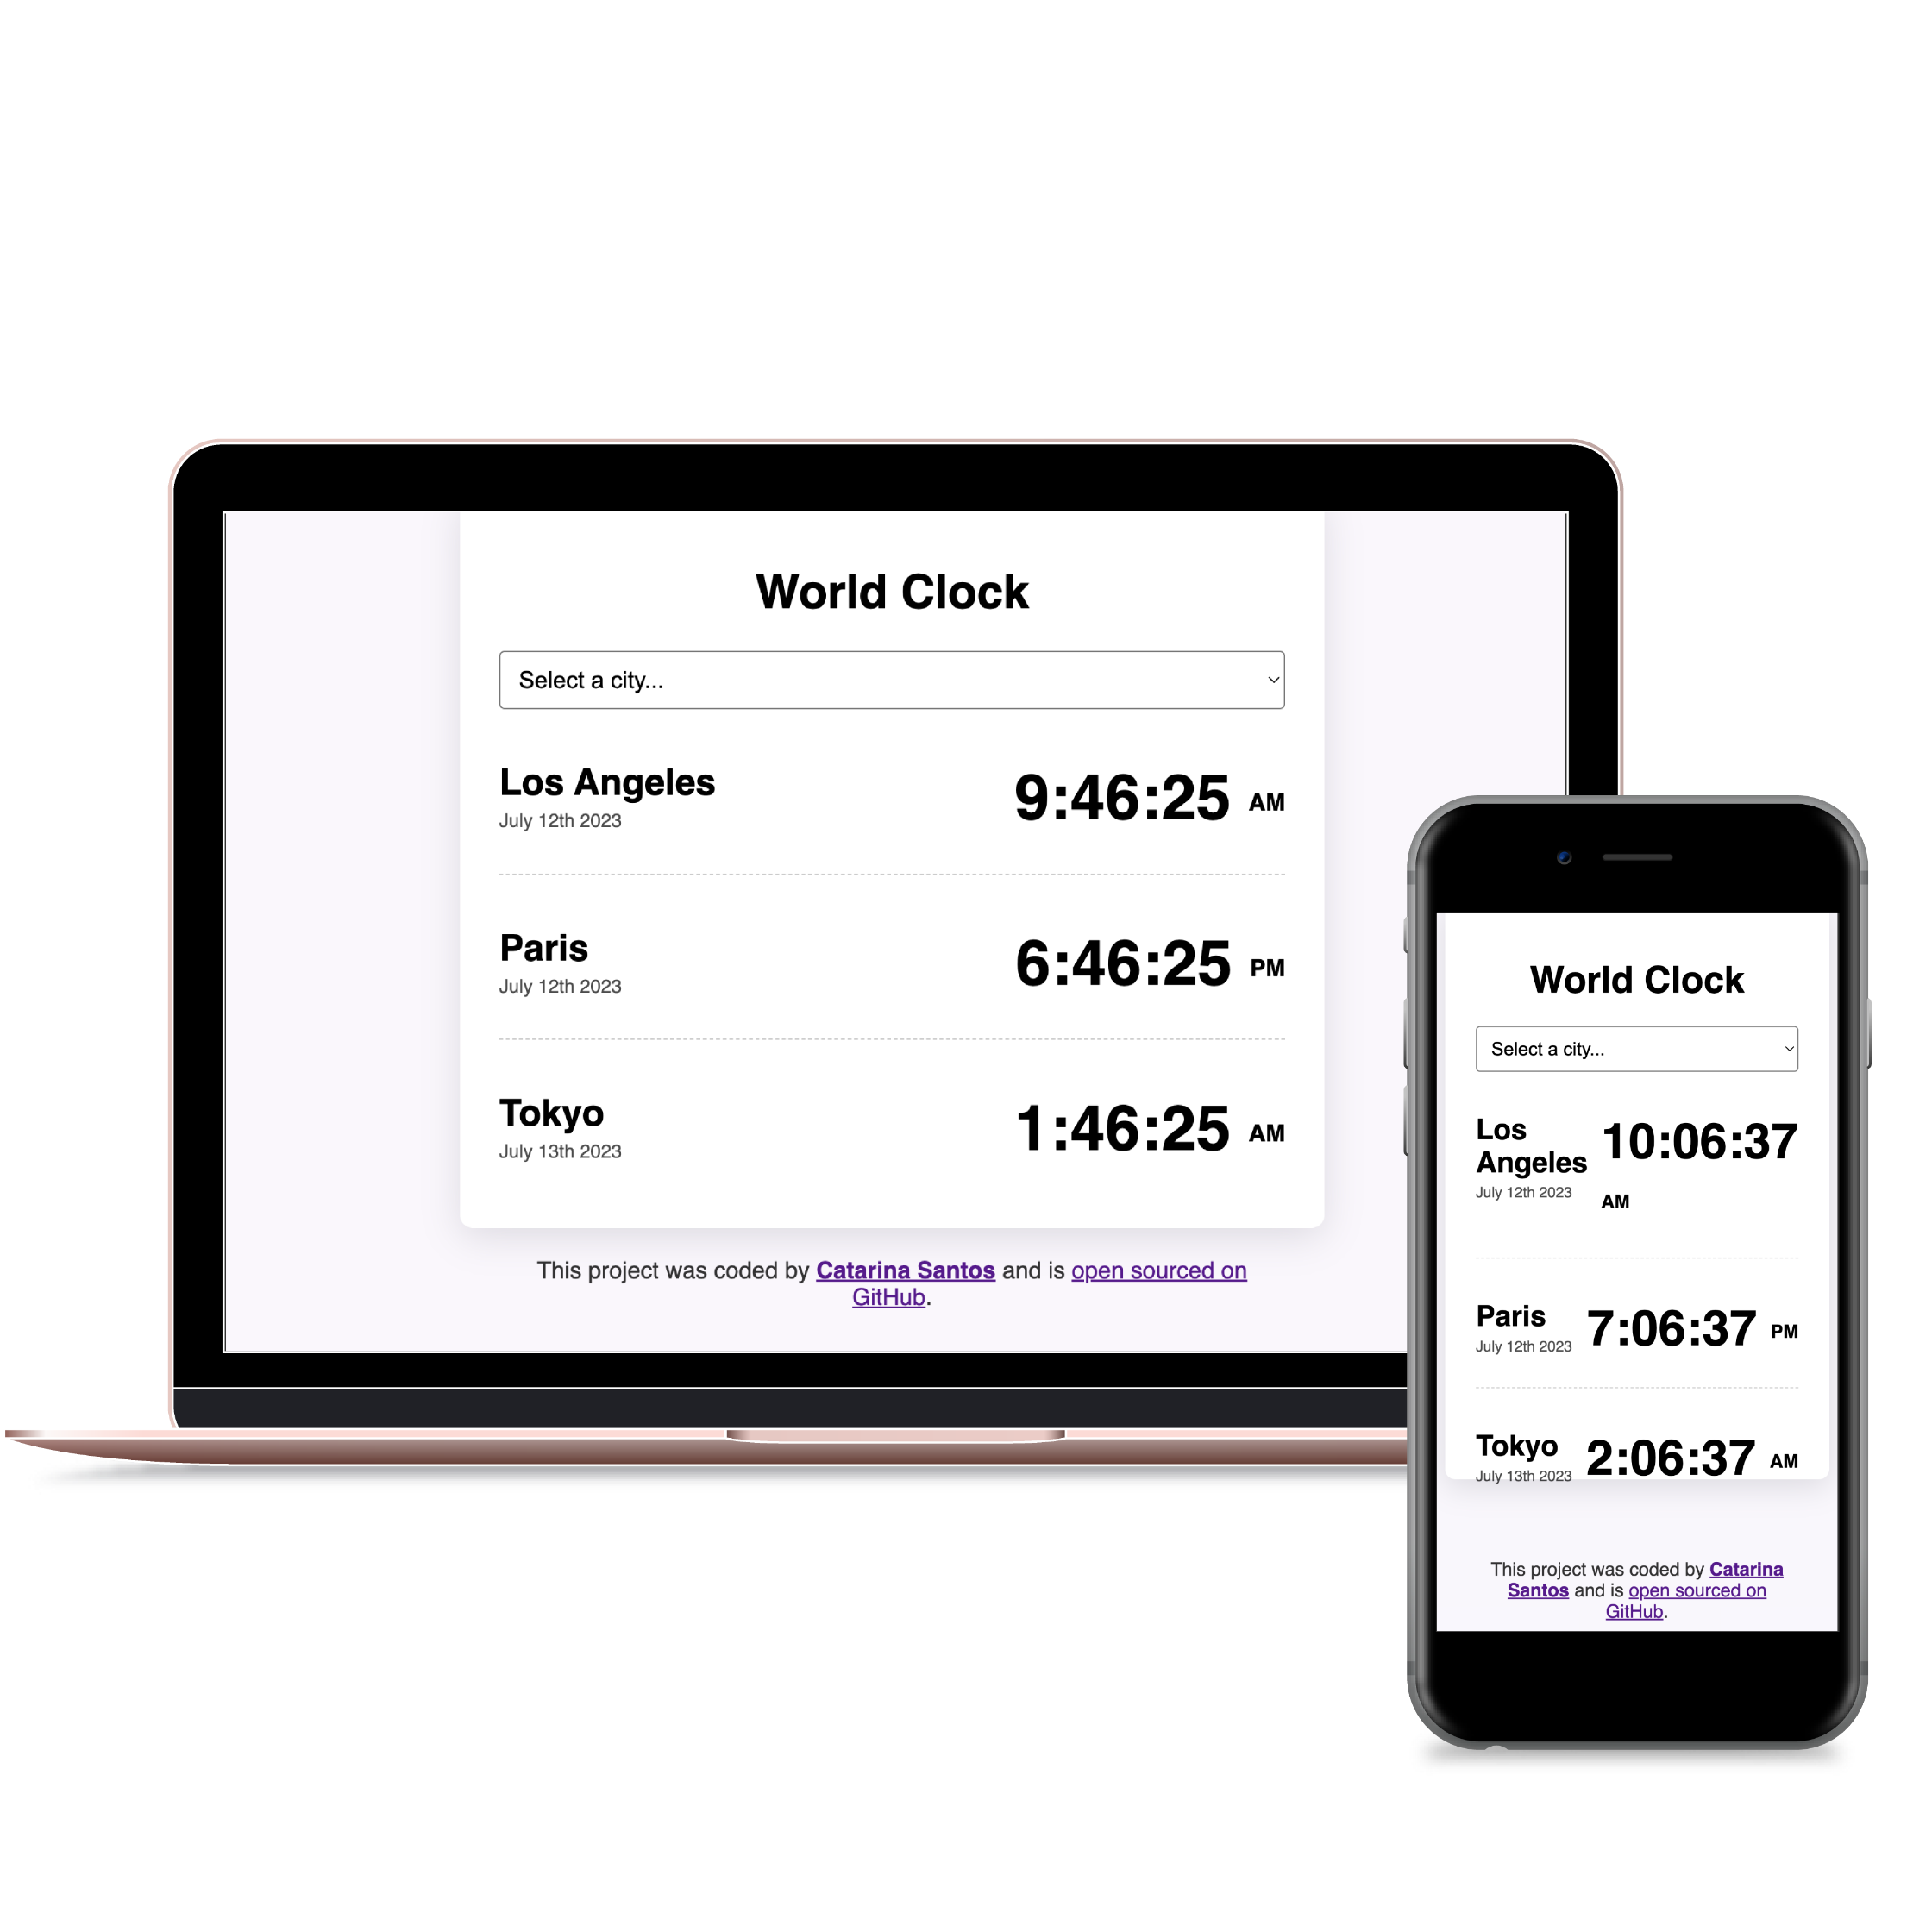 World Clock
Select a city...
Los Angeles
9:46:25 AM
July 12th 2023
Paris
6:46:25 PM
July 12th 2023
Tokyo
1:46:25 AM
July 13th 2023
This project was coded by Catarina Santos and is open sourced on
GitHub.
World Clock
Select a city...
Los
Angeles
10:06:37
July 12th 2023
AM
Paris
7:06:37 PM
July 12th 2023
Tokyo
2:06:37 AM
July 13th 2023
This project was coded by Catarina
Santos and is open sourced on
GitHub.